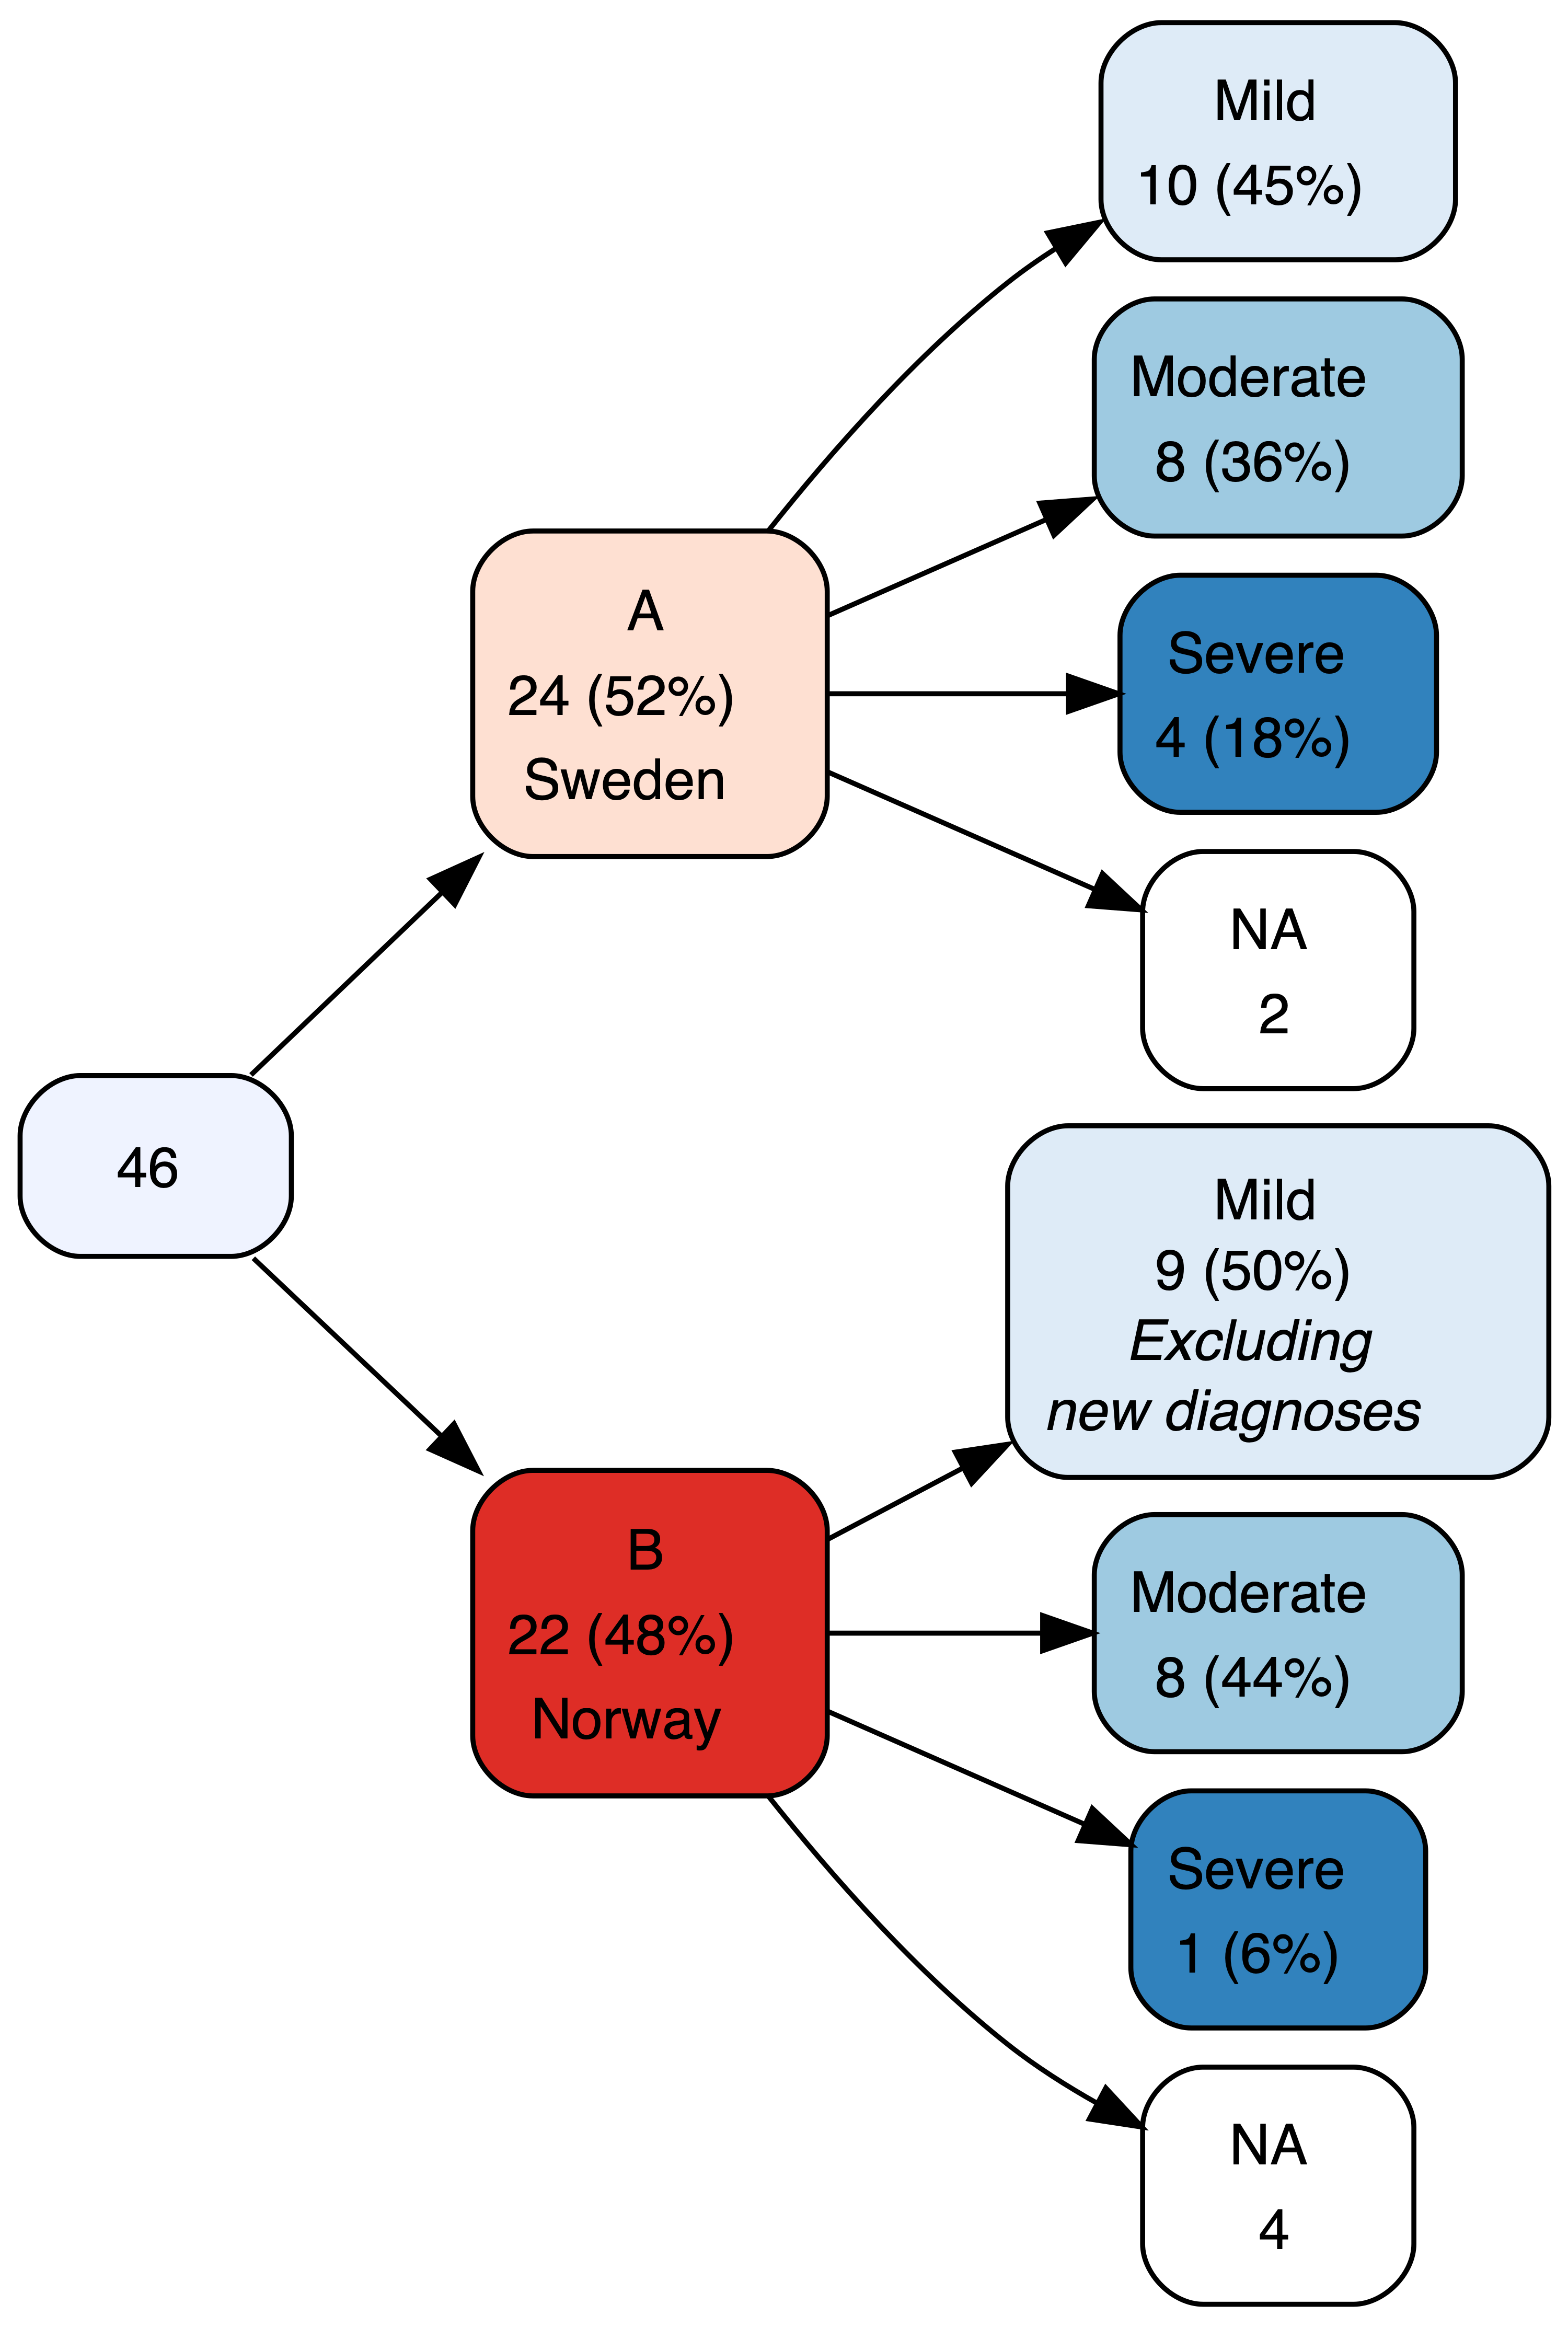 46
A
24 (52%)
Sweden
Mild
10 (45%)
Moderate
8 (36%)
Severe
4 (18%)
NA
2
B
22 (48%)
Norway
Mild
9 (50%)
Excluding
new diagnoses
Moderate
8 (44%)
Severe
1 (6%)
NA
4